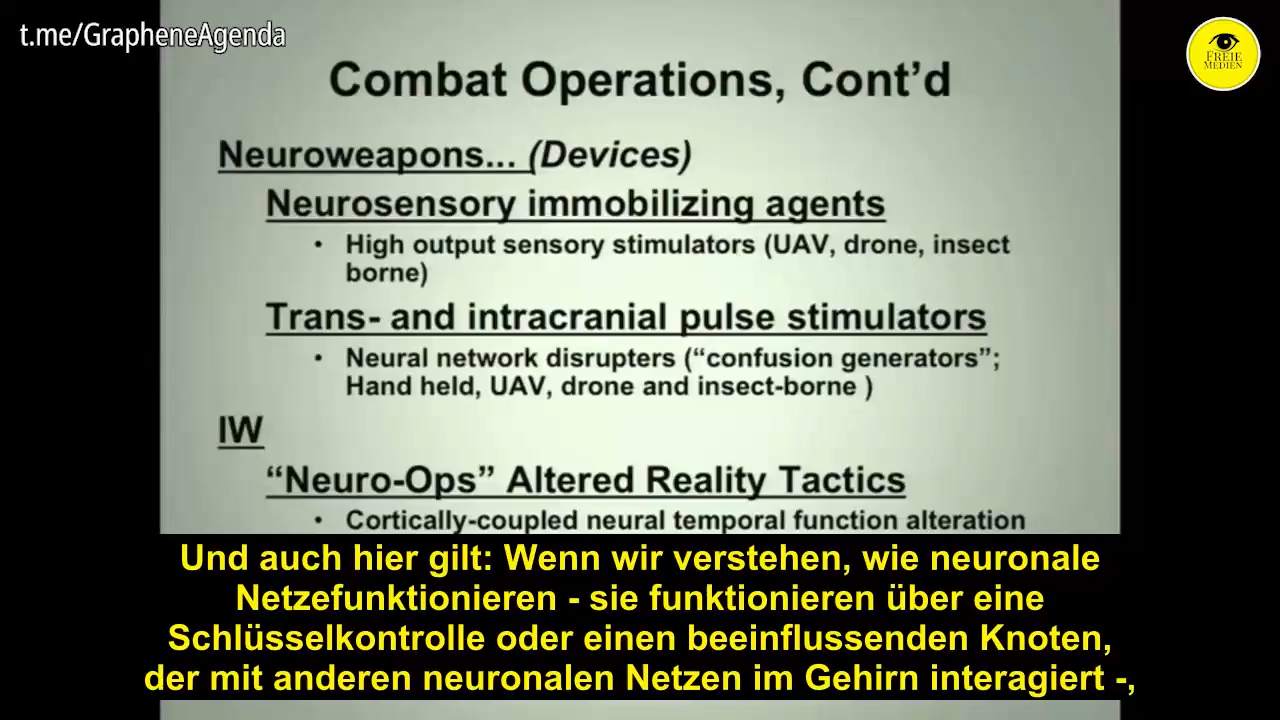 t.me/GrapheneAgenda
FREIE
MEDIEN
Combat Operations, Cont’d
Neuroweapons... (Devices)
Neurosensory immobilizing agents
• High output sensory stimulators (UAV, drone, insect
borne)
Trans- and intracranial pulse stimulators
• Neural network disrupters (“confusion generators”;
Hand held, UAV, drone and insect-borne )
IW
“Neuro-Ops” Altered Reality Tactics
• Cortically-coupled neural temporal function alteration
Und auch hier gilt: Wenn wir verstehen, wie neuronale
Netzefunktionieren - sie funktionieren über eine
Schlüsselkontrolle oder einen beeinflussenden Knoten,
der mit anderen neuronalen Netzen im Gehirn interagiert -,